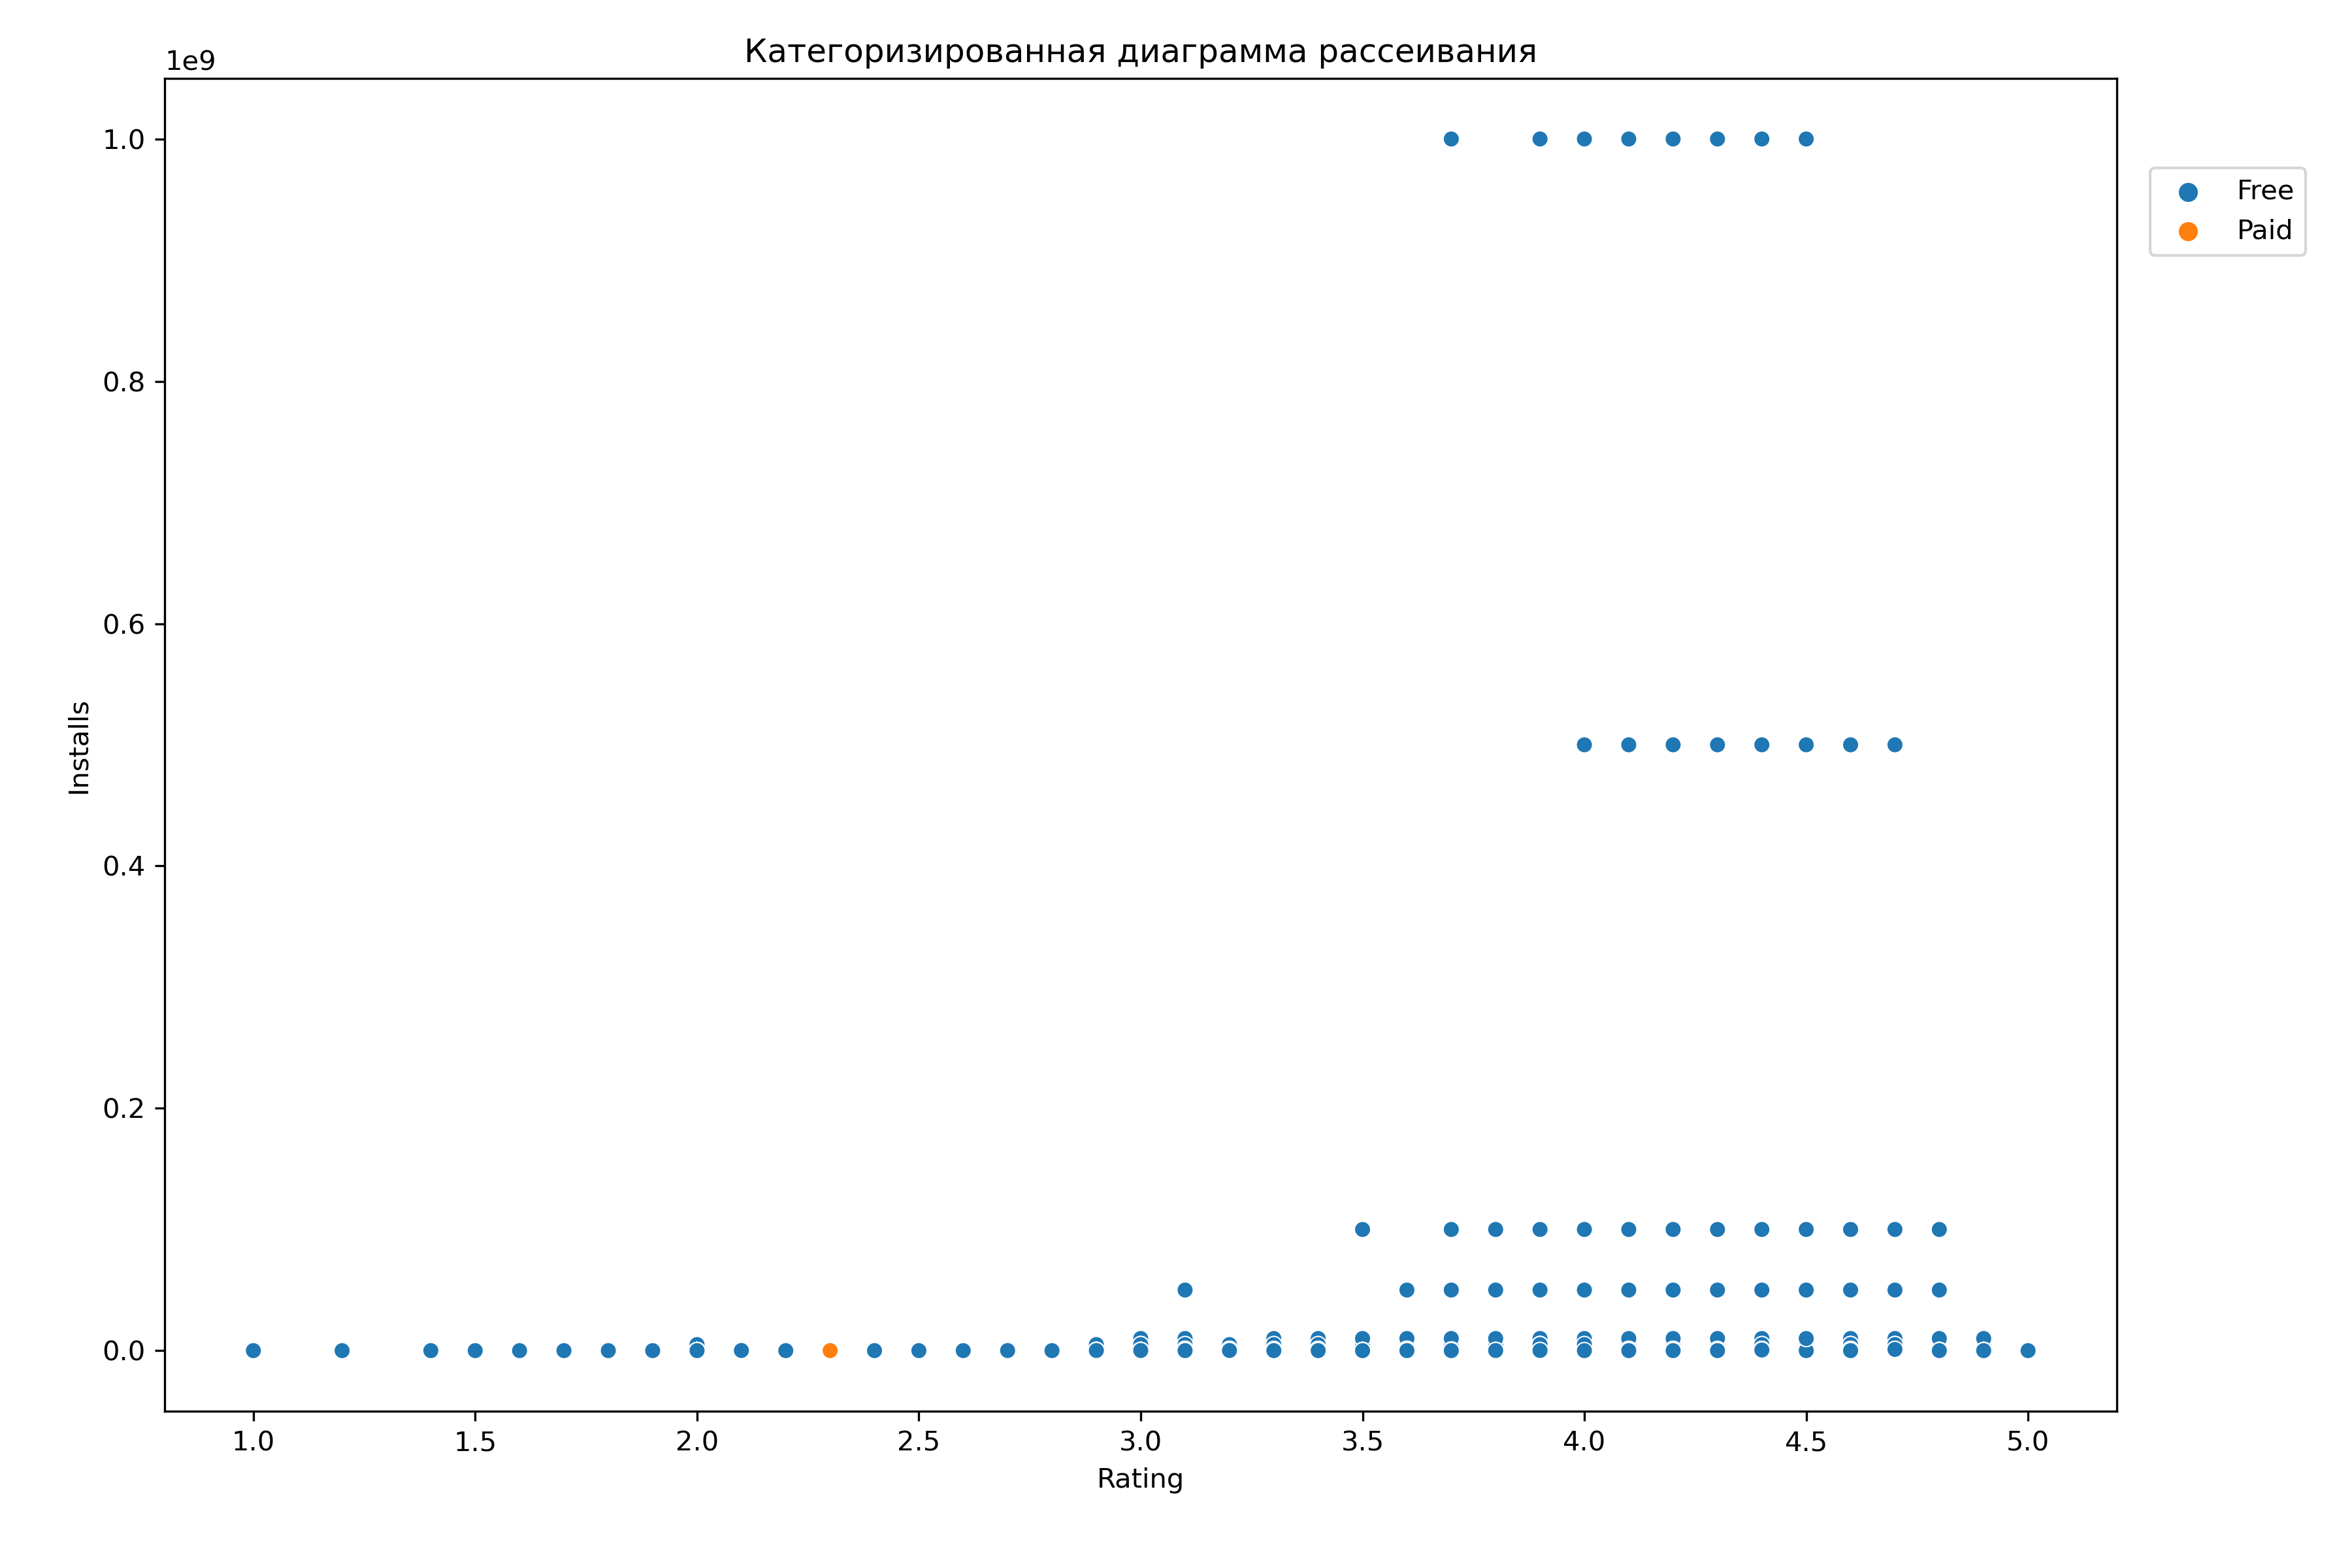 Категоризированная диаграмма рассеивания
1e9
1.0
0.8
0.6
0.4
0.2
0.0
Installs
1.0 1.5 2.0 2.5 3.0 3.5 4.0 4.5 5.0
Rating
Free
Paid